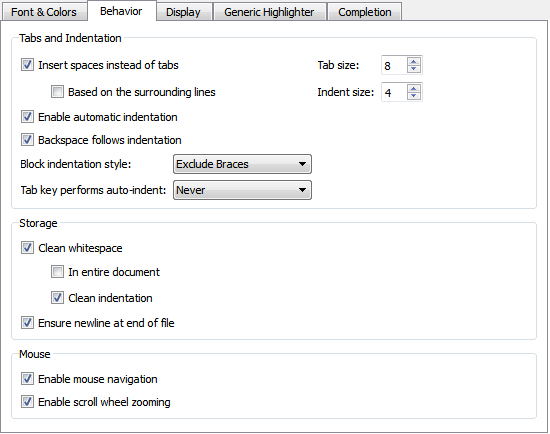 Font & Colors Behavior Display Generic Highlighter Completion
Tabs and Indentation
Insert spaces instead of tabs Tab size: 8
Based on the surrounding lines Indent size: 4
Enable automatic indentation
Backspace follows indentation
Block indentation style: Exclude Braces
Tab key performs auto-indent: Never
Storage
Clean whitespace
In entire document
Clean indentation
Ensure newline at end of file
Mouse
Enable mouse navigation
Enable scroll wheel zooming